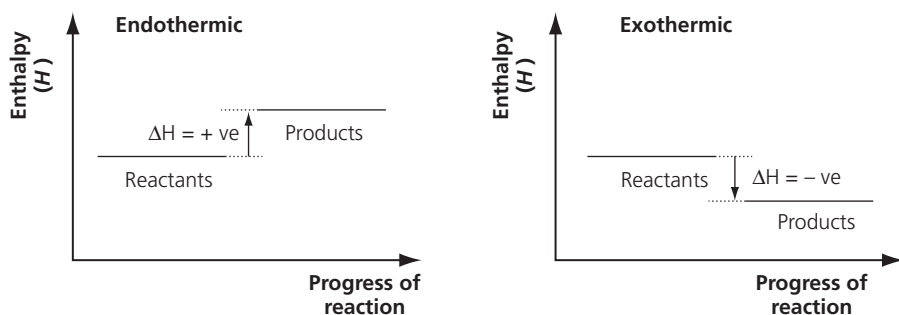 Endothermic
Enthalpy
(H)
ΔH = + ve
Products
Reactants
Progress of
reaction
Exothermic
Enthalpy
(H)
Reactants
ΔH = – ve
Products
Progress of
reaction